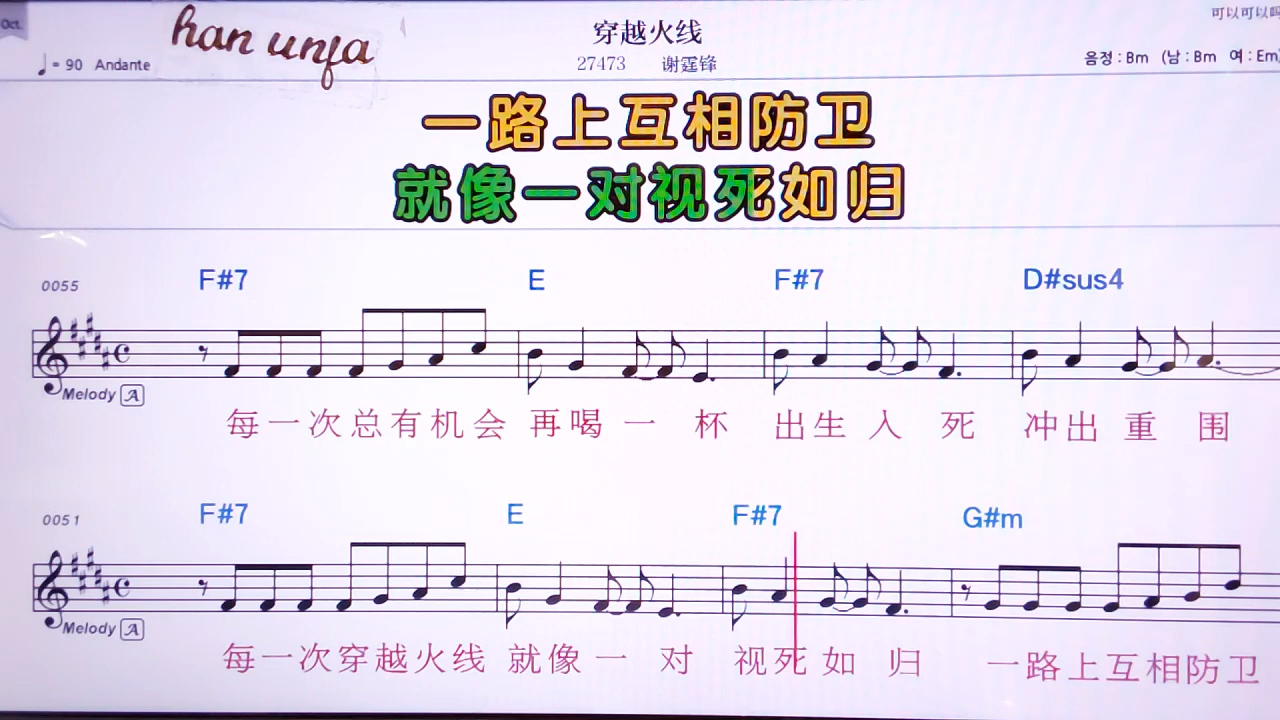 Oct.
han unfa
穿越火线
可以可以吗
♩= 90 Andante
27473 谢霆锋
음정 : Bm (남 : Bm 여 : Em)
一路上互相防卫
就像一对视死如归
0055 F#7 E F#7 D#sus4
Melody A
每一次总有机会 再喝一杯 出生入死 冲出重围
0051 F#7 E F#7 G#m
Melody A
每一次穿越火线 就像一对 视死如归 一路上互相防卫